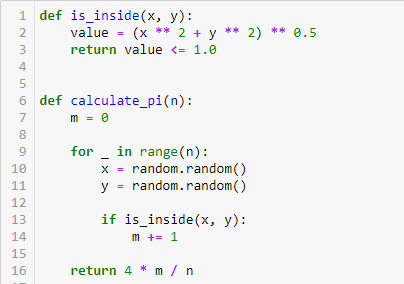 1 def is_inside(x, y):
2     value = (x ** 2 + y ** 2) ** 0.5
3     return value <= 1.0
4
5
6 def calculate_pi(n):
7     m = 0
8
9     for _ in range(n):
10         x = random.random()
11         y = random.random()
12
13         if is_inside(x, y):
14             m += 1
15
16     return 4 * m / n